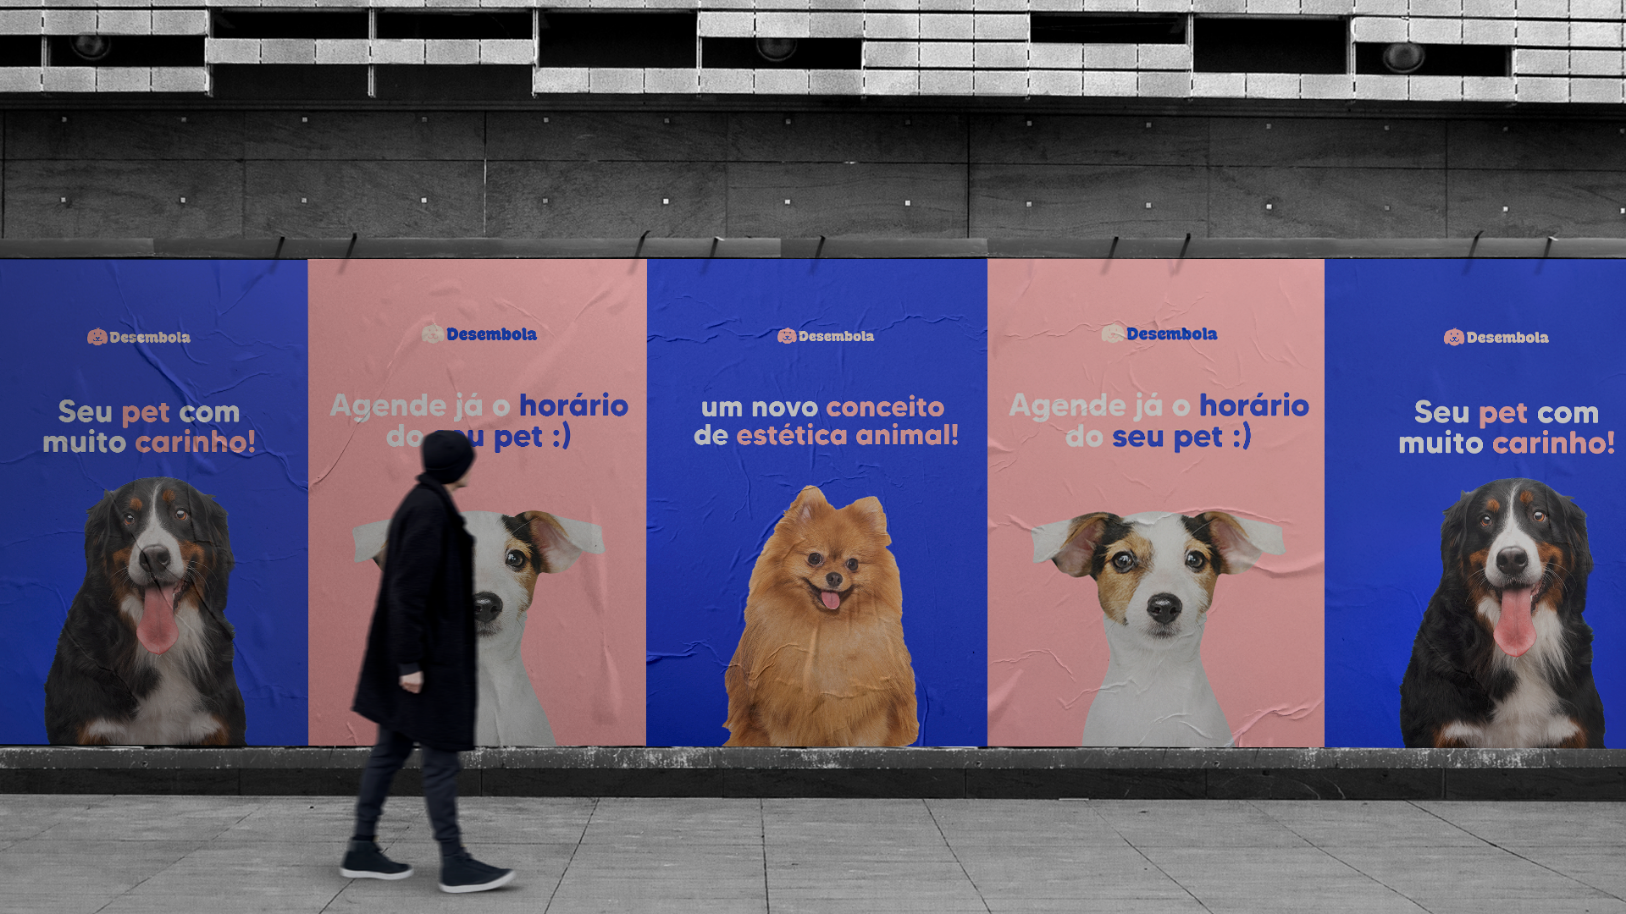 Desembola
Seu pet com
muito carinho!
Desembola
Agende já o horário
do seu pet :)
Desembola
um novo conceito
de estética animal!
Desembola
Agende já o horário
do seu pet :)
Desembola
Seu pet com
muito carinho!